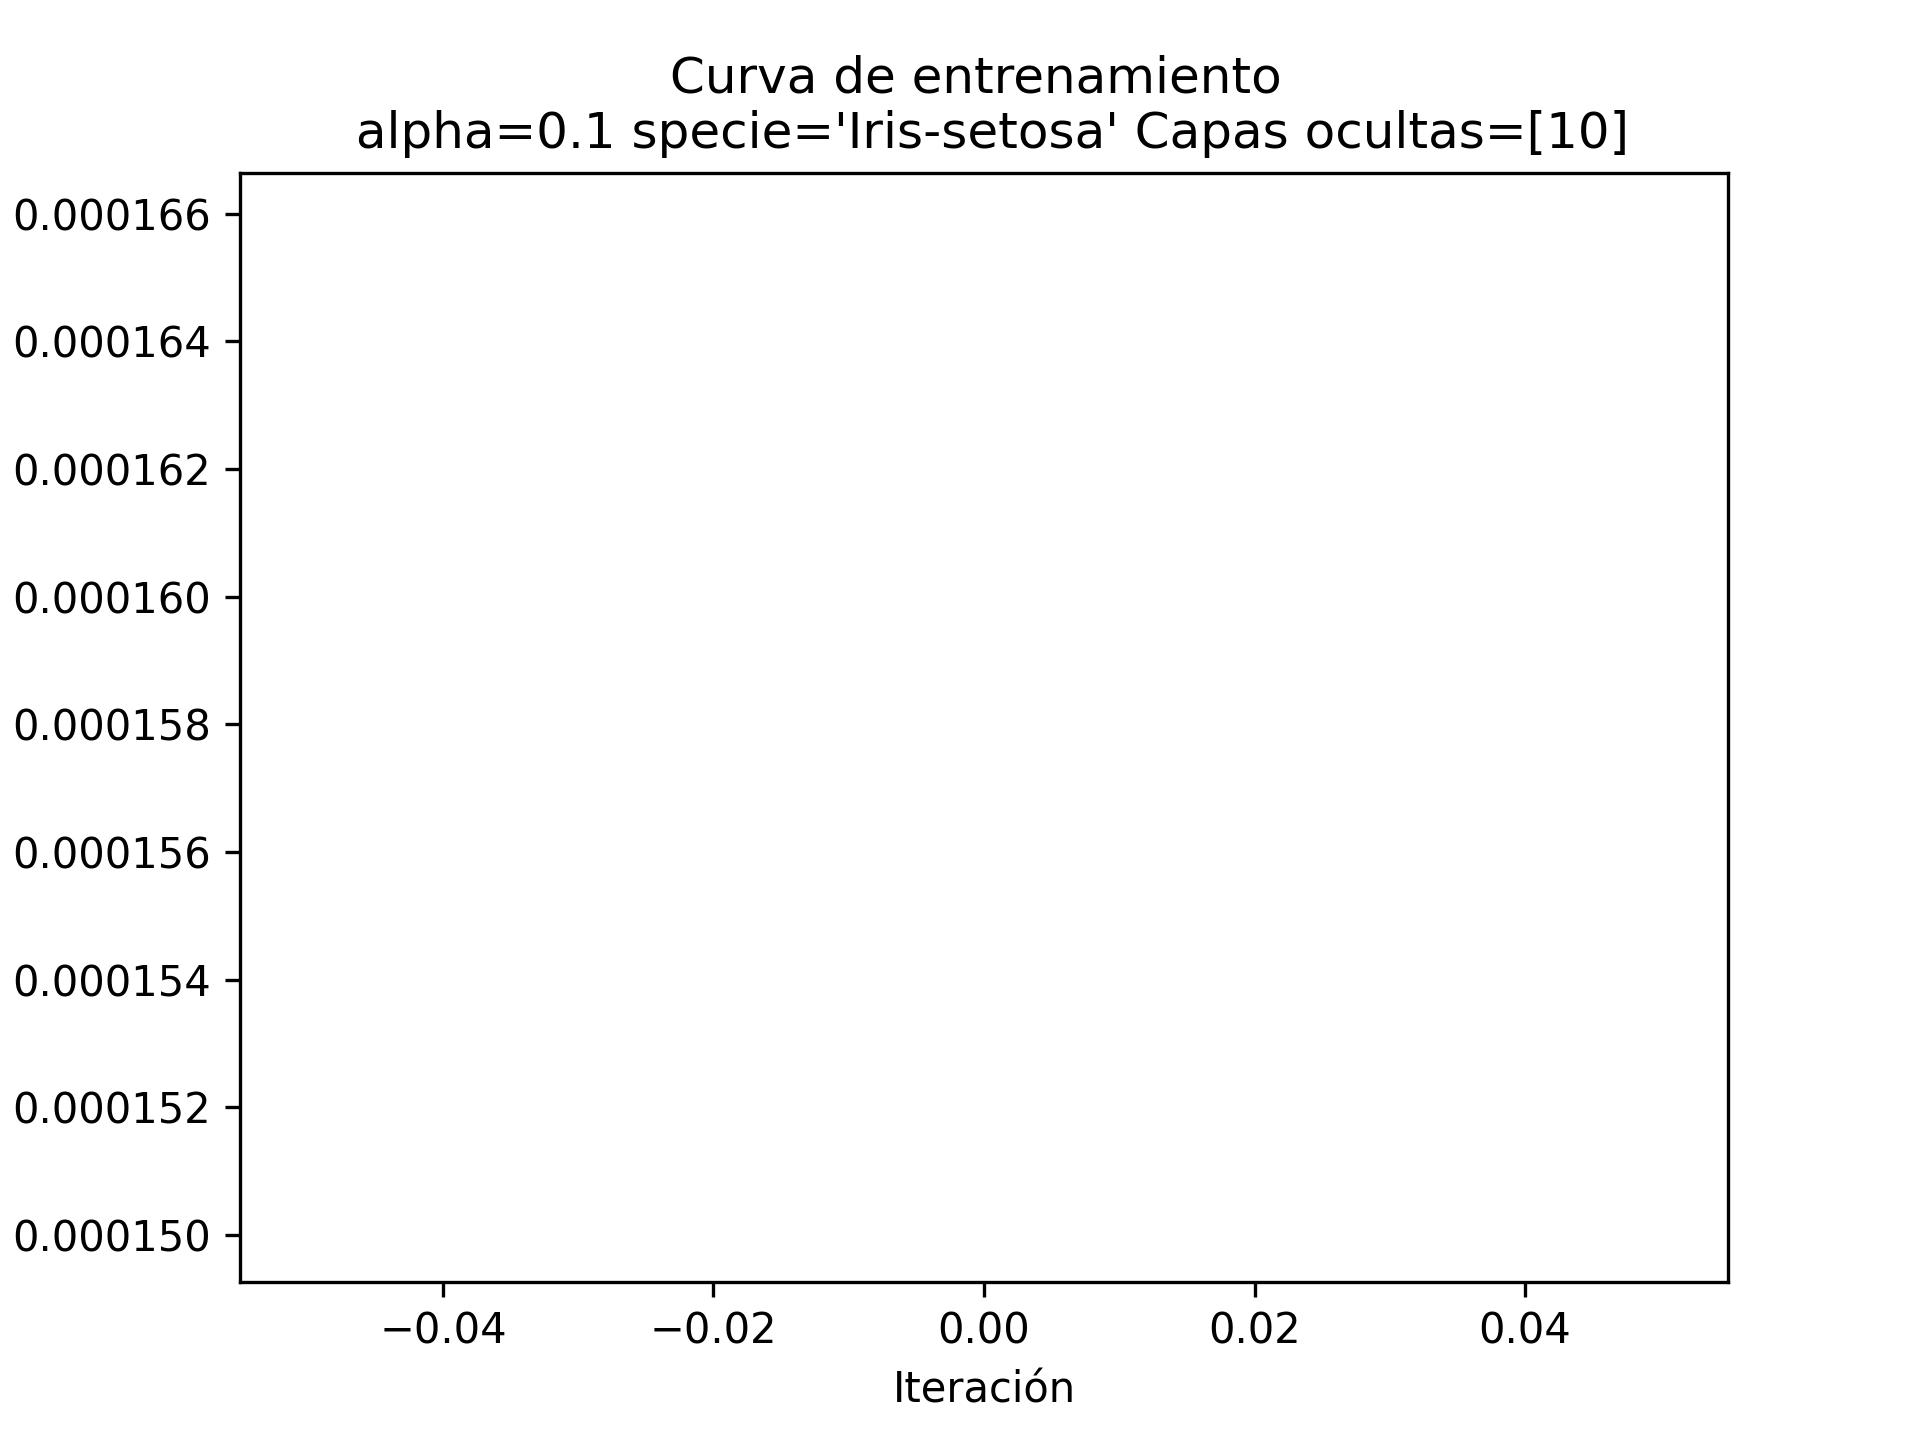 Curva de entrenamiento
alpha=0.1 specie='Iris-setosa' Capas ocultas=[10]
0.000166
0.000164
0.000162
0.000160
0.000158
0.000156
0.000154
0.000152
0.000150
−0.04 −0.02 0.00 0.02 0.04
Iteración